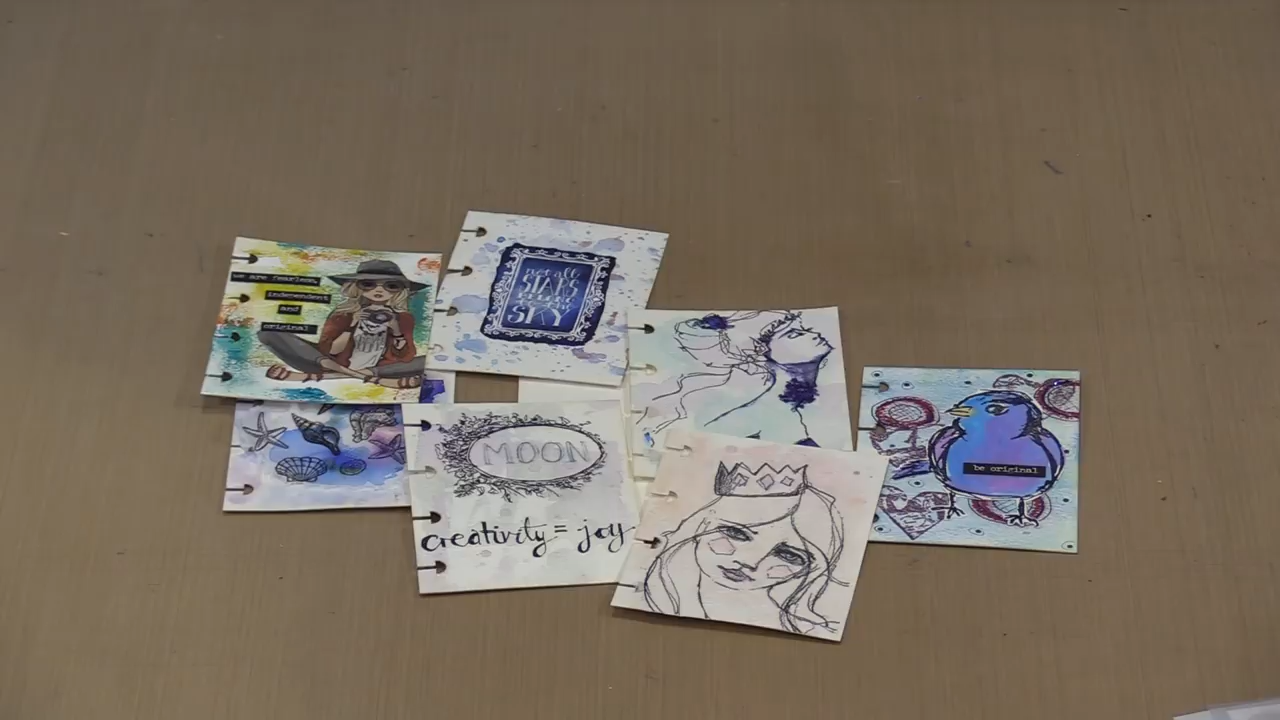 we are fearless,
independent
and
original
not all
STARS
SKY
MOON
creativity = joy
be original